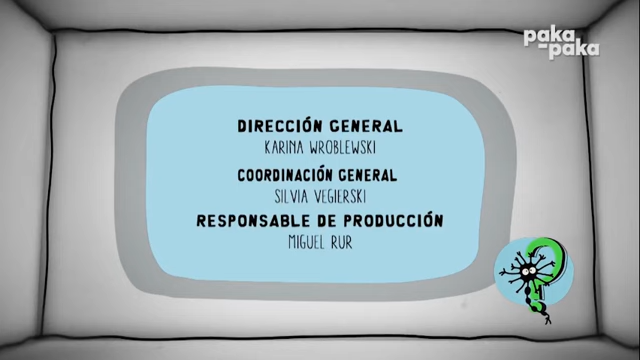 paka-
paka
DIRECCIÓN GENERAL
KARINA WROBLEWSKI
COORDINACIÓN GENERAL
SILVIA VEGIERSKI
RESPONSABLE DE PRODUCCIÓN
MIGUEL RUR
?